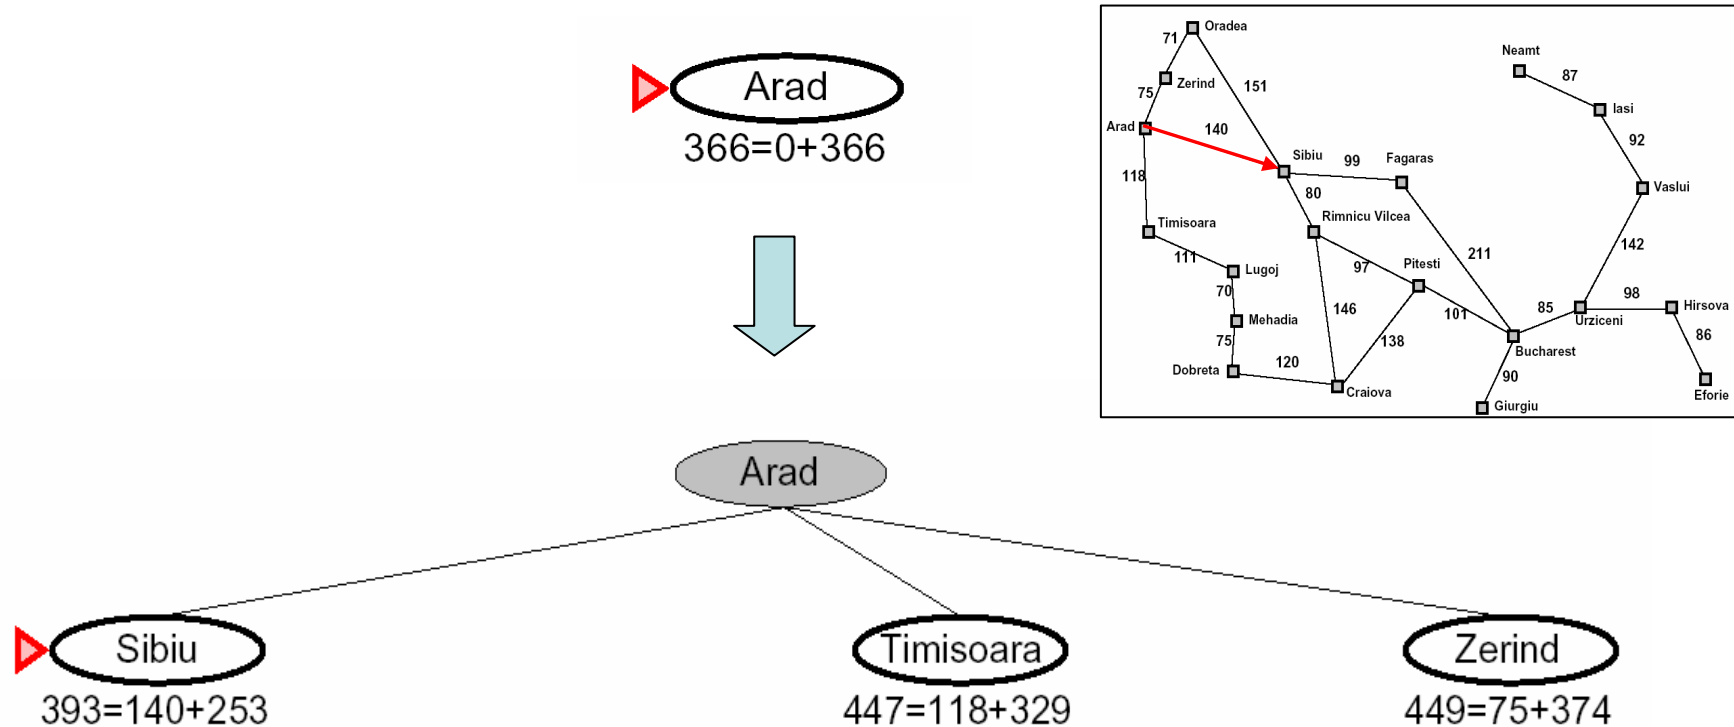 Arad
366=0+366
Oradea
71
Neamt
87
Zerind
151
75
Iasi
Arad
140
92
Sibiu
99
Fagaras
118
80
Vaslui
Rimnicu Vilcea
Timisoara
142
111
97
Pitesti
211
Lugoj
70
98
146
101
85
Hirsova
Mehadia
Urziceni
75
138
86
Bucharest
120
Dobreta
90
Craiova
Eforie
Giurgiu
Arad
Sibiu
Timisoara
Zerind
393=140+253
447=118+329
449=75+374